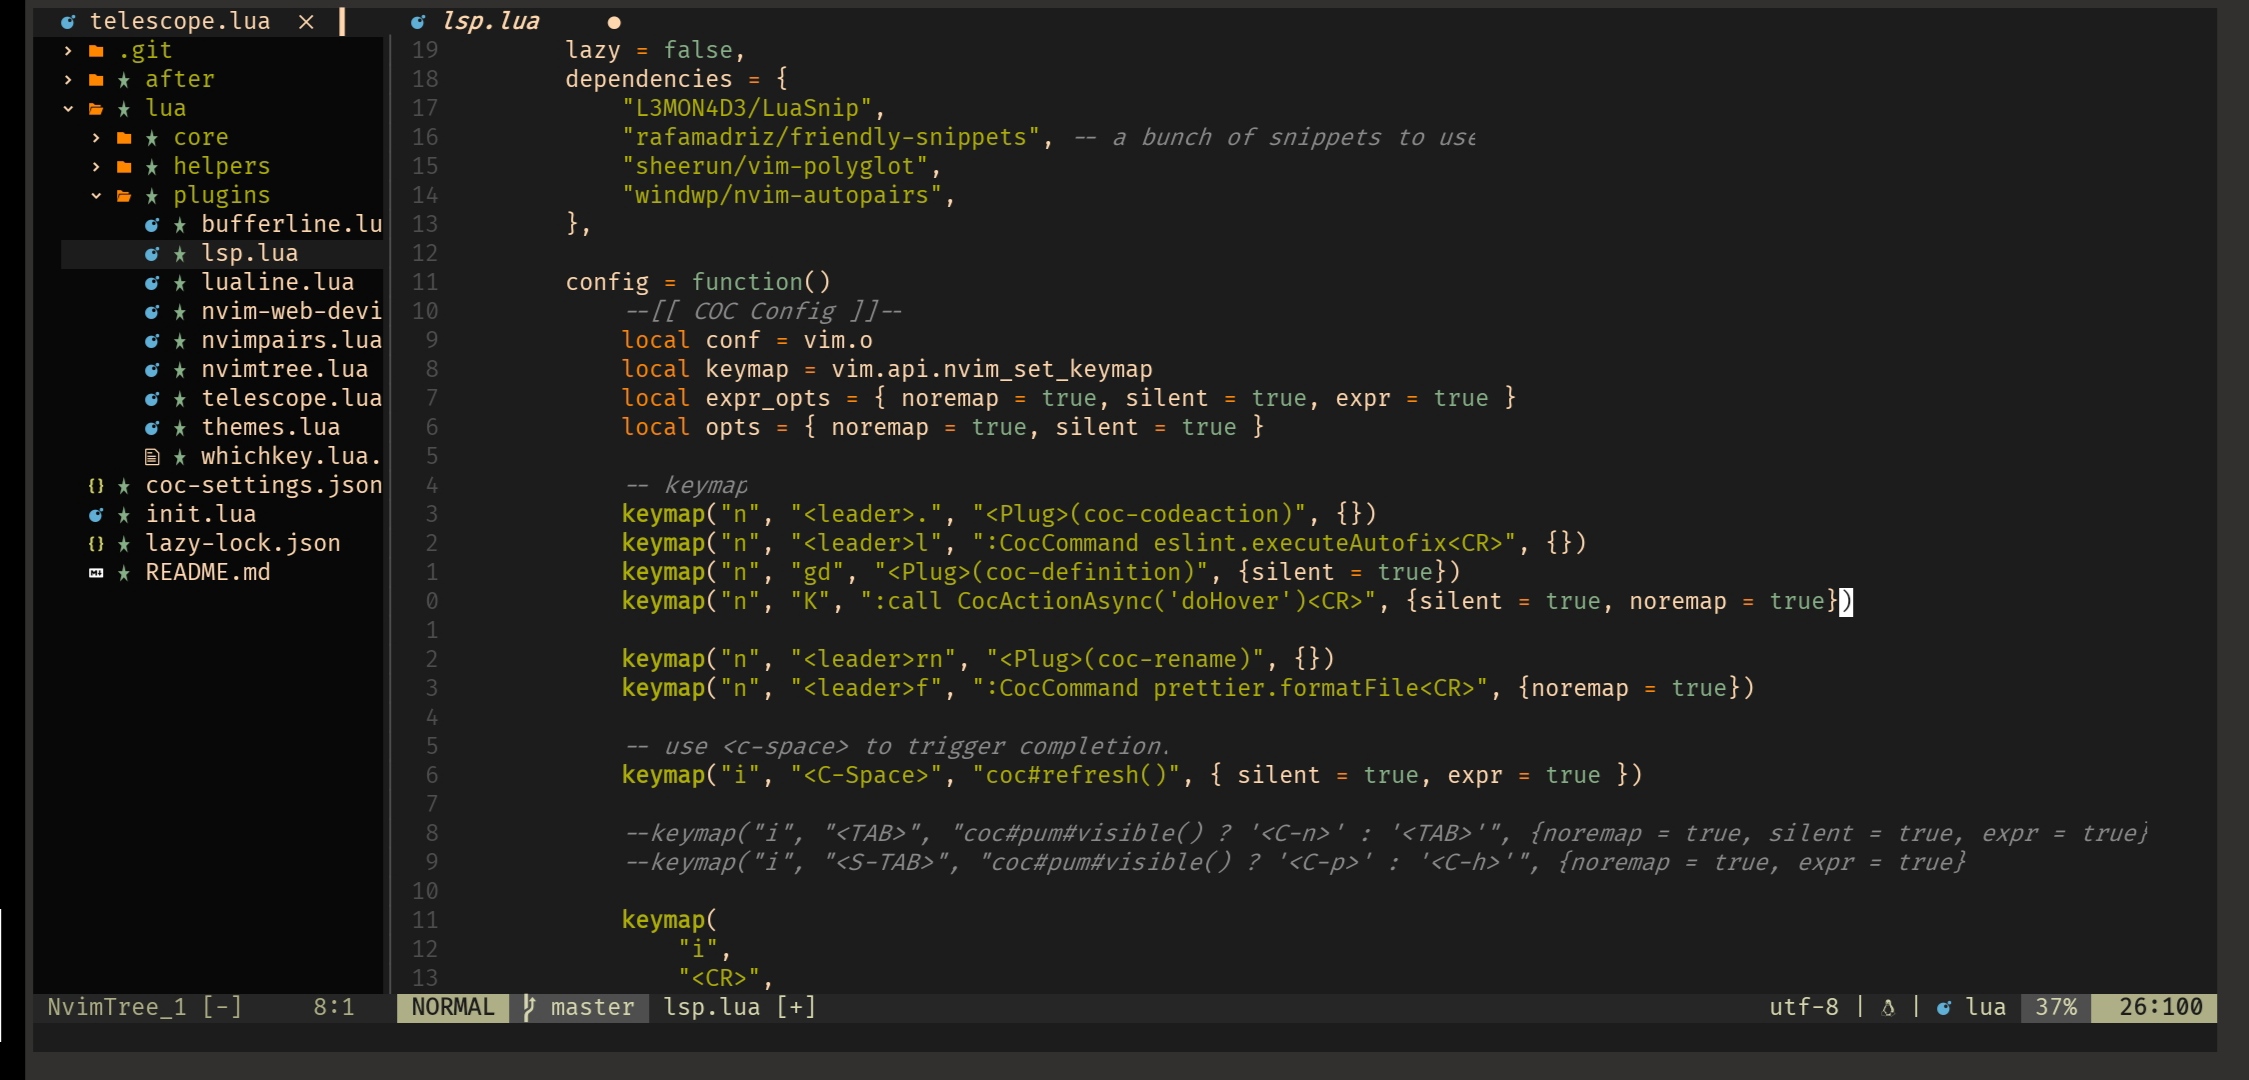 telescope.lua × lsp.lua ●
.git
after
lua
core
helpers
plugins
bufferline.lu
lsp.lua
lualine.lua
nvim-web-devi
nvimpairs.lua
nvimtree.lua
telescope.lua
themes.lua
whichkey.lua.
{} coc-settings.json
init.lua
{} lazy-lock.json
README.md
NvimTree_1 [-] 8:1
19 lazy = false,
18 dependencies = {
17 "L3MON4D3/LuaSnip",
16 "rafamadriz/friendly-snippets", -- a bunch of snippets to use
15 "sheerun/vim-polyglot",
14 "windwp/nvim-autopairs",
13 },
12
11 config = function()
10 --[[ COC Config ]]--
9 local conf = vim.o
8 local keymap = vim.api.nvim_set_keymap
7 local expr_opts = { noremap = true, silent = true, expr = true }
6 local opts = { noremap = true, silent = true }
5
4 -- keymap
3 keymap("n", "<leader>.", "<Plug>(coc-codeaction)", {})
2 keymap("n", "<leader>l", ":CocCommand eslint.executeAutofix<CR>", {})
1 keymap("n", "gd", "<Plug>(coc-definition)", {silent = true})
0 keymap("n", "K", ":call CocActionAsync('doHover')<CR>", {silent = true, noremap = true})
1
2 keymap("n", "<leader>rn", "<Plug>(coc-rename)", {})
3 keymap("n", "<leader>f", ":CocCommand prettier.formatFile<CR>", {noremap = true})
4
5 -- use <c-space> to trigger completion.
6 keymap("i", "<C-Space>", "coc#refresh()", { silent = true, expr = true })
7
8 --keymap("i", "<TAB>", "coc#pum#visible() ? '<C-n>' : '<TAB>'", {noremap = true, silent = true, expr = true}
9 --keymap("i", "<S-TAB>", "coc#pum#visible() ? '<C-p>' : '<C-h>'", {noremap = true, expr = true}
10
11 keymap(
12 "i",
13 "<CR>",
NORMAL master lsp.lua [+] utf-8 | | lua 37% 26:100